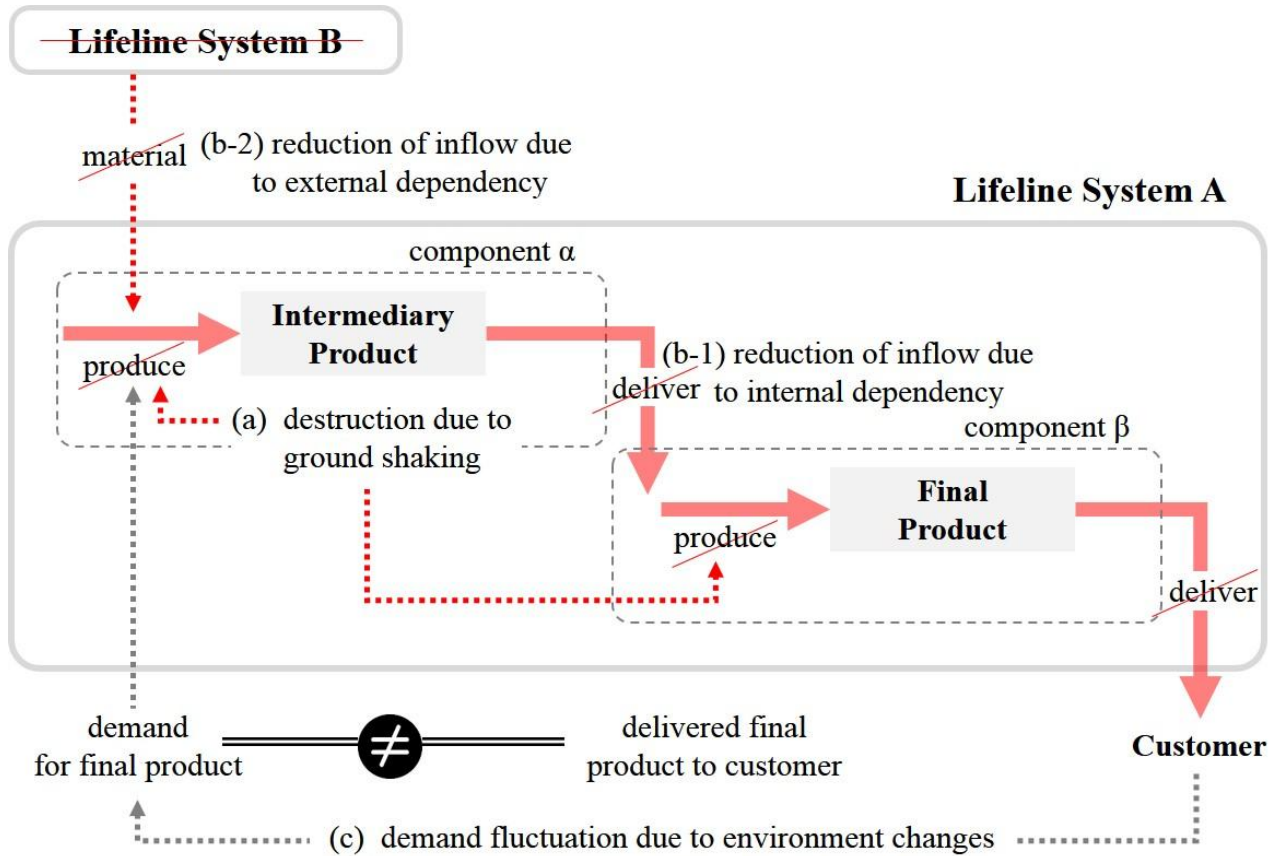 Lifeline System B
material
(b-2) reduction of inflow due
to external dependency
Lifeline System A
component α
Intermediary
Product
produce
(b-1) reduction of inflow due
to internal dependency
deliver
(a) destruction due to
ground shaking
component β
Final
Product
produce
deliver
demand
for final product
≠
delivered final
product to customer
Customer
(c) demand fluctuation due to environment changes